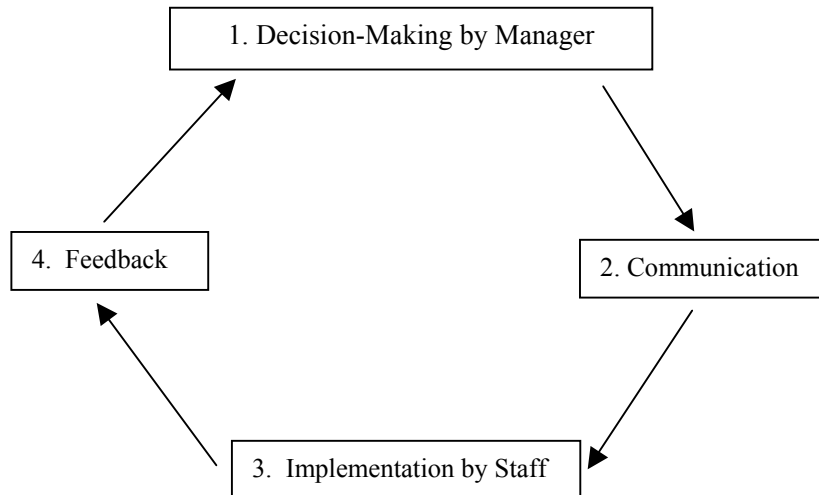 1. Decision-Making by Manager
2. Communication
3. Implementation by Staff
4. Feedback